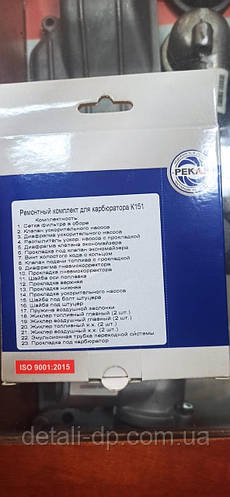 РЕКАР
Ремонтный комплект для карбюратора К151
Комплектность
1. Сетка фильтра в сборе
2. Клапан ускорительного насоса
3. Диафрагма ускорительного насоса
4. Распылитель ускор. насоса с прокладкой
5. Диафрагма клапана экономайзера
6. Прокладка под клапан экономайзера
7. Винт холостого хода с кольцом
8. Клапан подачи топлива с прокладкой
9. Диафрагма пневмокорректора
10. Прокладка пневмокорректора
11. Шайба оси поплавка
12. Прокладка верхняя
13. Прокладка нижняя
14. Прокладка ускорительного насоса
15. Шайба под болт штуцера
16. Шайба под штуцер
17. Пружина воздушной заслонки
18. Жиклер топливный главный (2 шт.)
19. Жиклер воздушный главный (2 шт.)
20. Жиклер топливный х.х. (2 шт.)
21. Жиклер воздушный х.х. (2 шт.)
22. Эмульсионная трубка переходной системы
23. Прокладка под карбюратор
ISO 9001:2015
detali-dp.com.ua